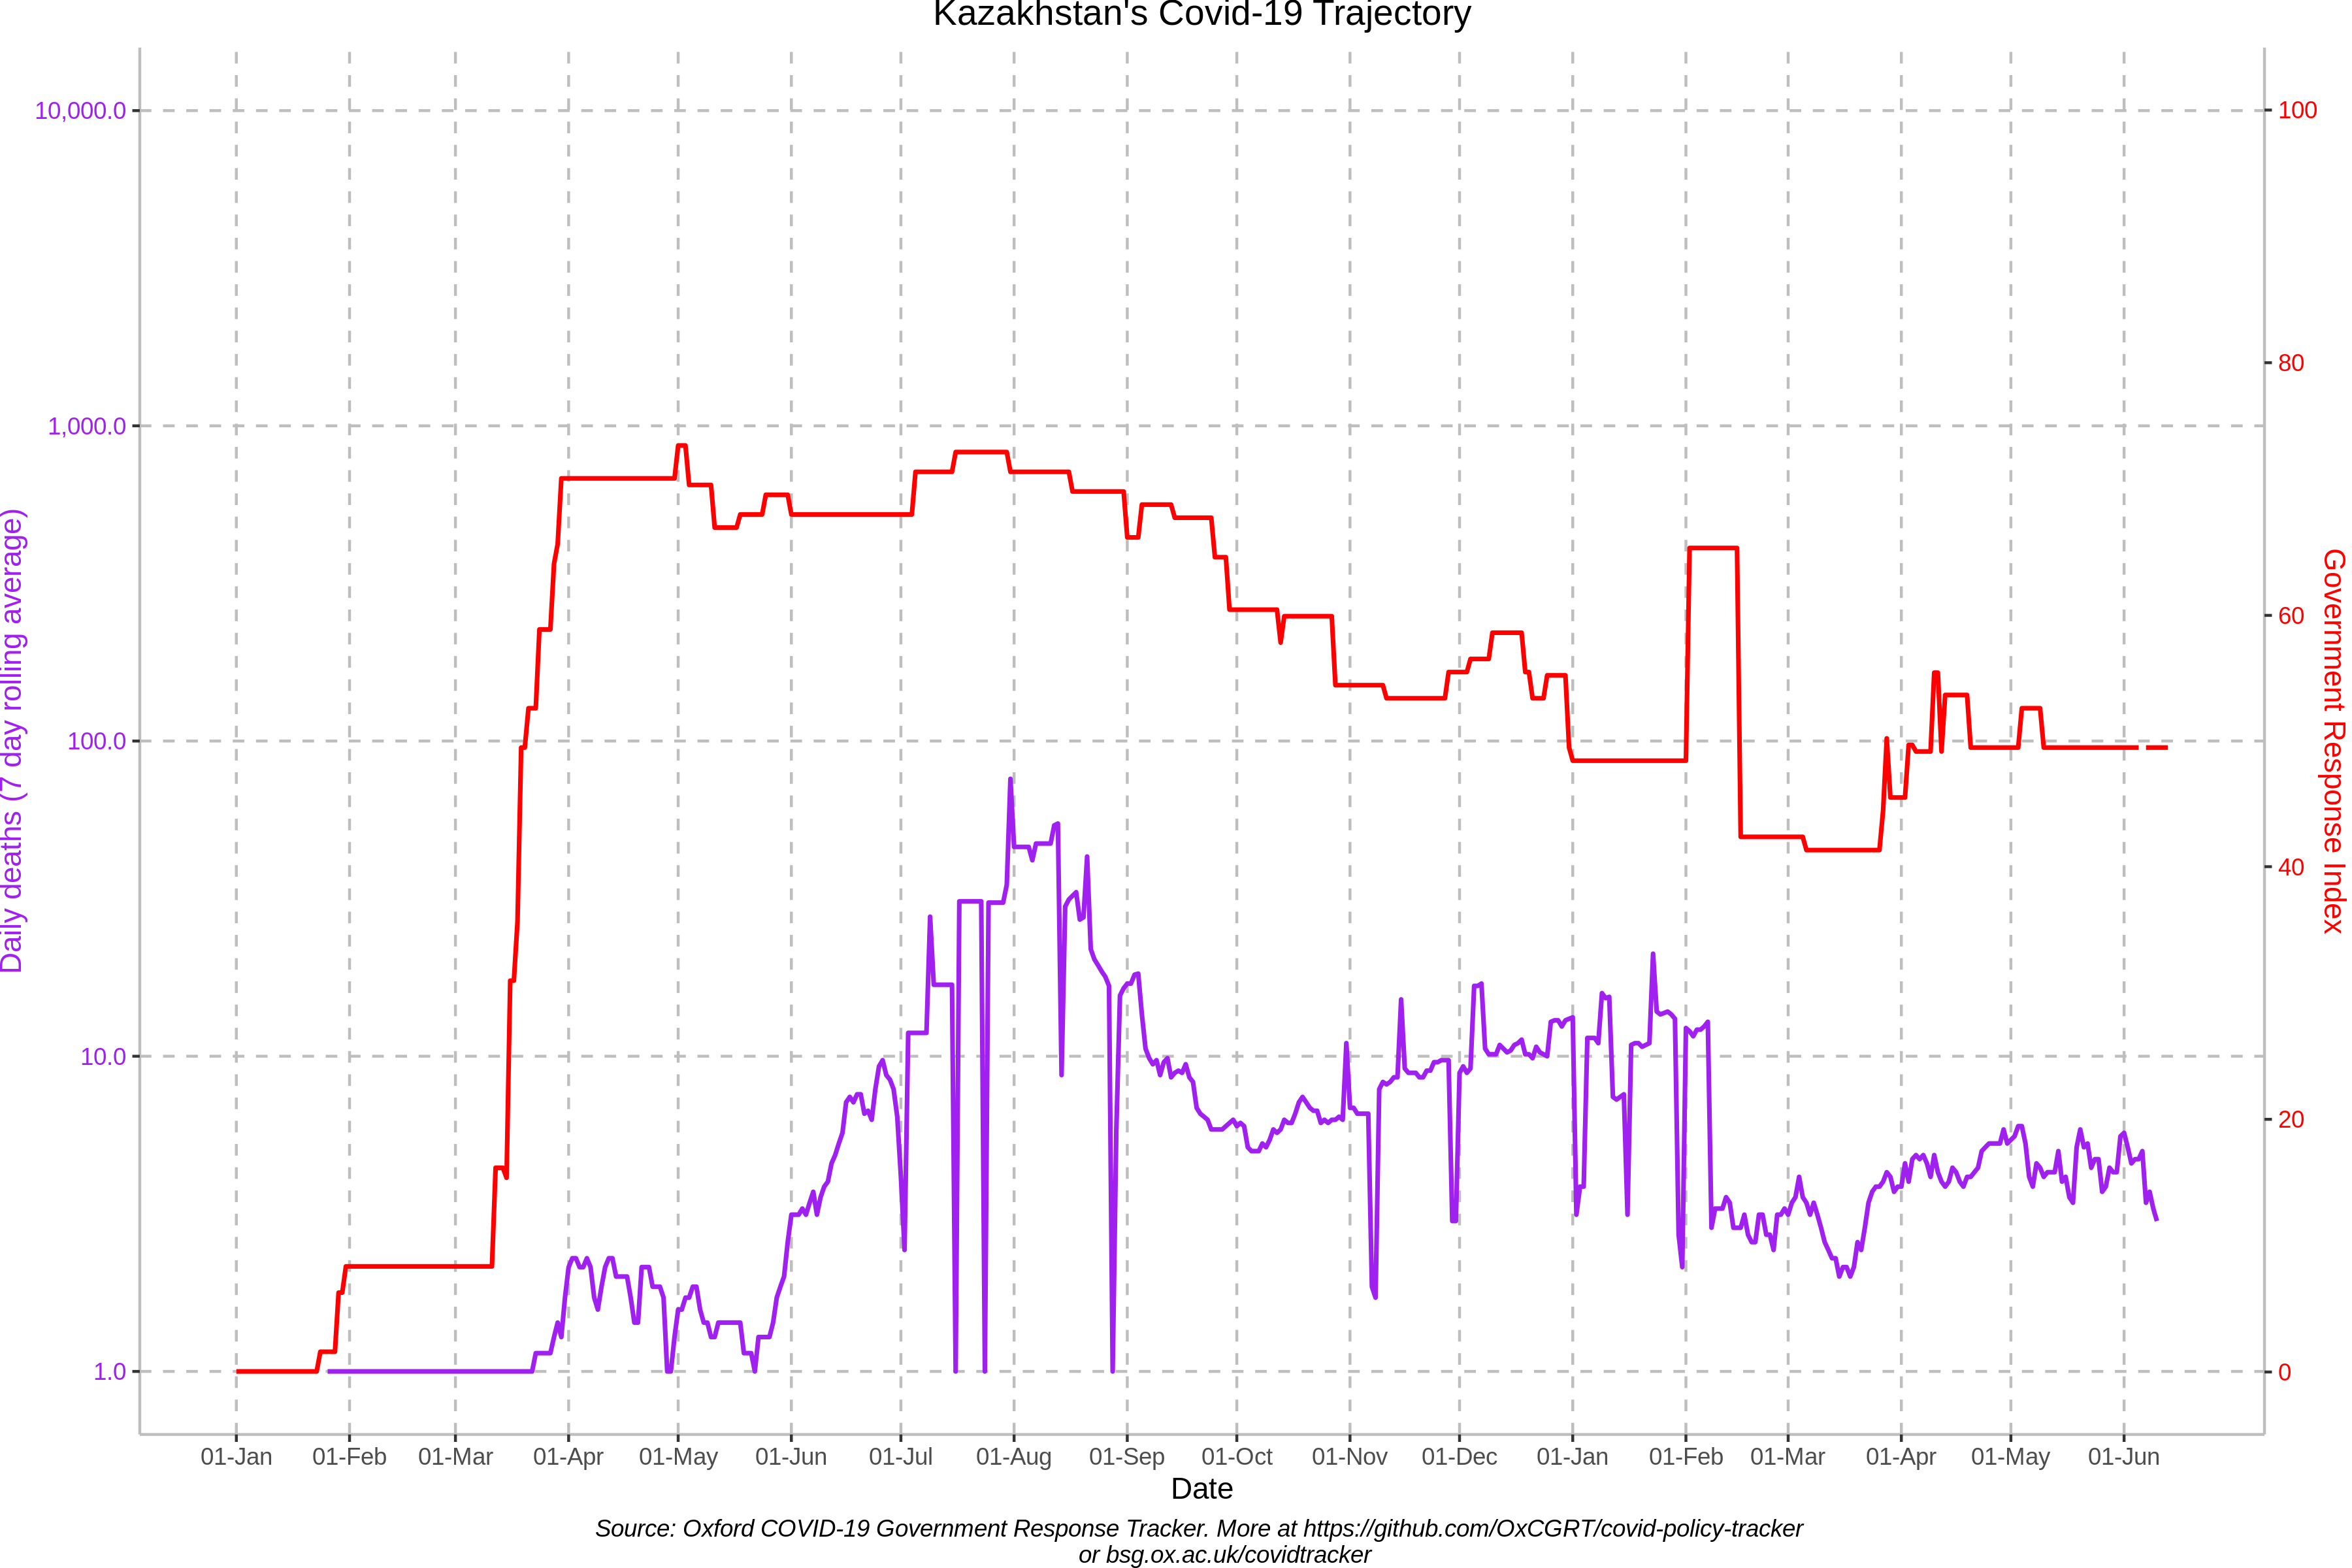 Kazakhstan's Covid-19 Trajectory
10,000.0
1,000.0
100.0
10.0
1.0
Daily deaths (7 day rolling average)
100
80
60
40
20
0
Government Response Index
01-Jan 01-Feb 01-Mar 01-Apr 01-May 01-Jun 01-Jul 01-Aug 01-Sep 01-Oct 01-Nov 01-Dec 01-Jan 01-Feb 01-Mar 01-Apr 01-May 01-Jun
Date
Source: Oxford COVID-19 Government Response Tracker. More at https://github.com/OxCGRT/covid-policy-tracker
or bsg.ox.ac.uk/covidtracker